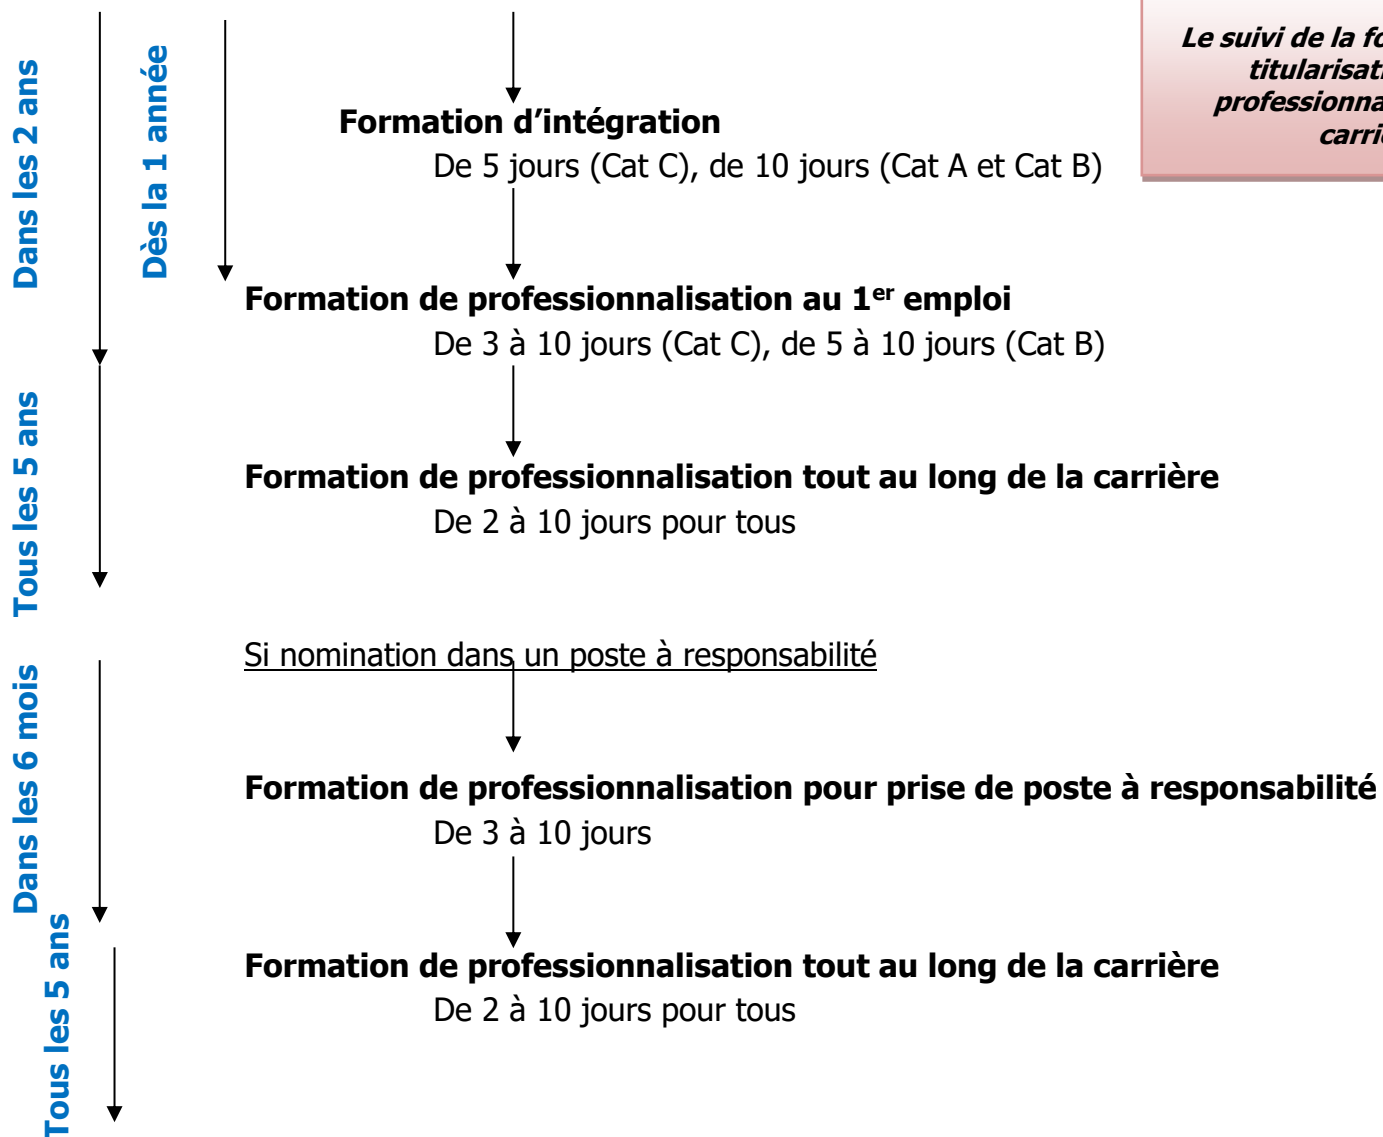 Le suivi de la
Dans les 2 ans
Dès la 1 année
Formation d’intégration
De 5 jours (Cat C), de 10 jours (Cat A et Cat B)
Formation de professionnalisation au 1er emploi
De 3 à 10 jours (Cat C), de 5 à 10 jours (Cat B)
Tous les 5 ans
Formation de professionnalisation tout au long de la carrière
De 2 à 10 jours pour tous
Si nomination dans un poste à responsabilité
Dans les 6 mois
Formation de professionnalisation pour prise de poste à responsabilité
De 3 à 10 jours
Tous les 5 ans
Formation de professionnalisation tout au long de la carrière
De 2 à 10 jours pour tous